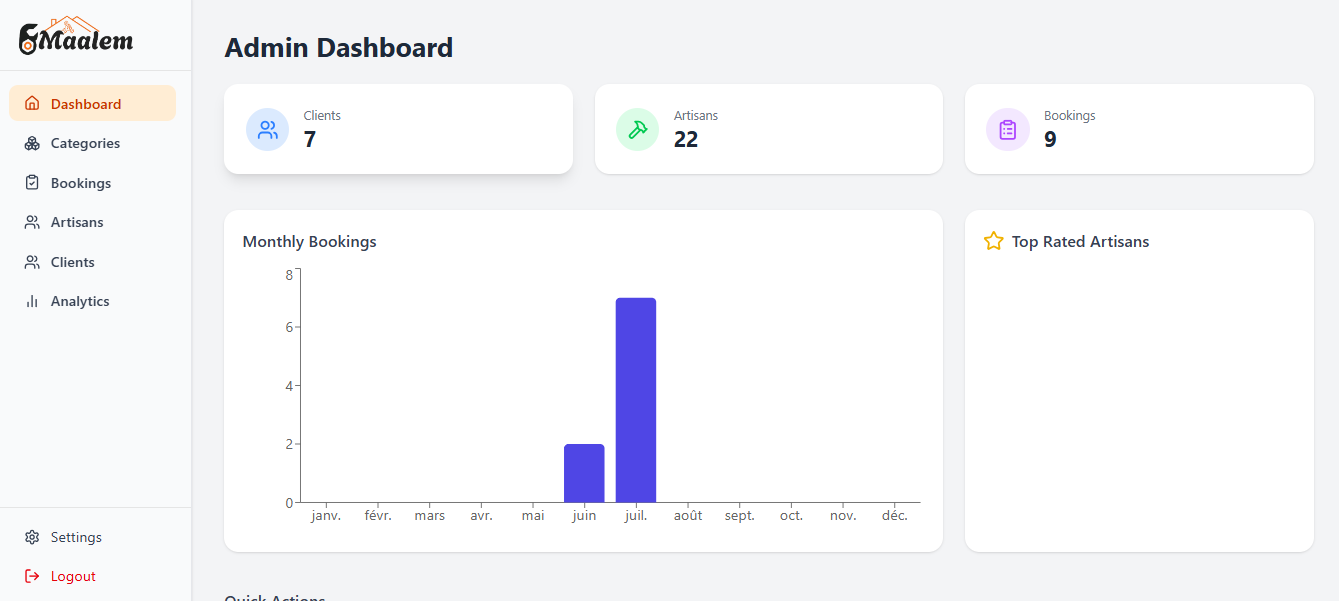 Maalem
Dashboard
Categories
Bookings
Artisans
Clients
Analytics
Settings
Logout
Admin Dashboard
Clients
7
Artisans
22
Bookings
9
Monthly Bookings
8
6
4
2
0
janv. févr. mars avr. mai juin juil. août sept. oct. nov. déc.
Top Rated Artisans
Quick Actions